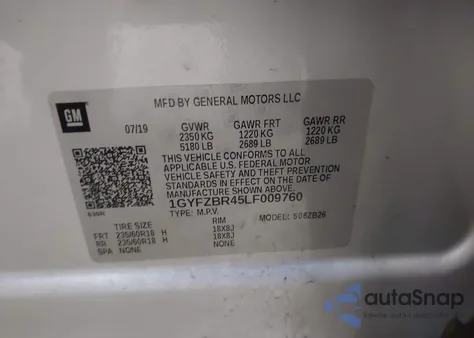 GM
MFD BY GENERAL MOTORS LLC
07/19 GVWR GAWR FRT GAWR RR
2350 KG 1220 KG 1220 KG
5180 LB 2689 LB 2689 LB
THIS VEHICLE CONFORMS TO ALL
APPLICABLE U.S. FEDERAL MOTOR
VEHICLE SAFETY AND THEFT PREVENTION
STANDARDS IN EFFECT ON THE DATE OF
MANUFACTURE SHOWN ABOVE.
1GYFZBR45LF009760
TYPE: M.P.V. MODEL: 506ZB26
TIRE SIZE RIM
FRT 235/60R18 H 18X8J
RR 235/60R18 H 18X8J
SPA NONE NONE
autoSnap